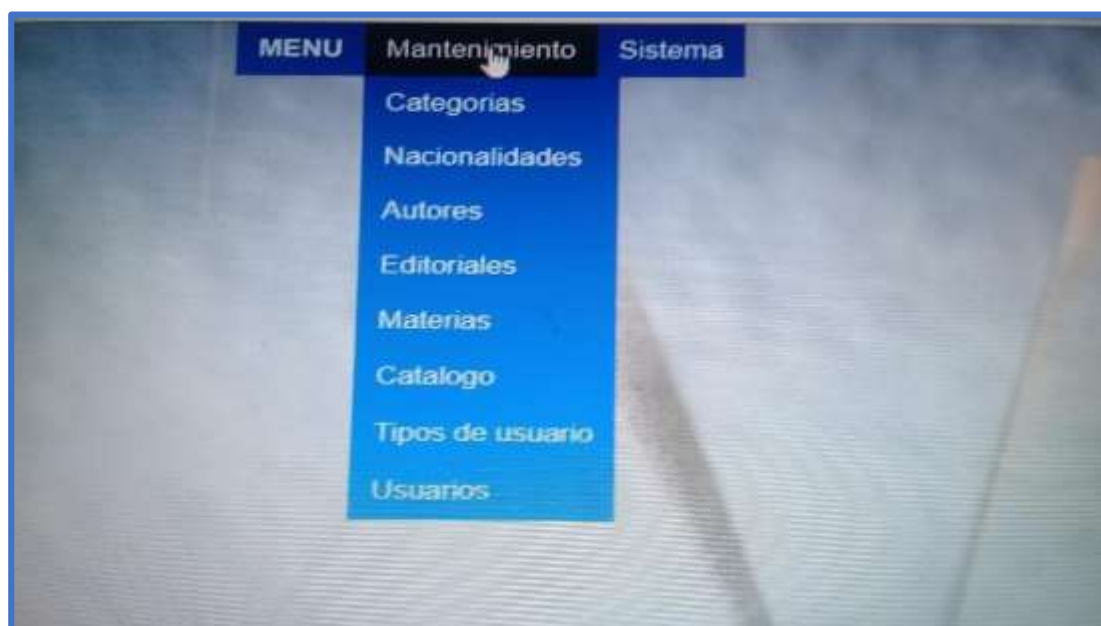 MENU Mantenimiento Sistema
Categorias
Nacionalidades
Autores
Editoriales
Materias
Catalogo
Tipos de usuario
Usuarios